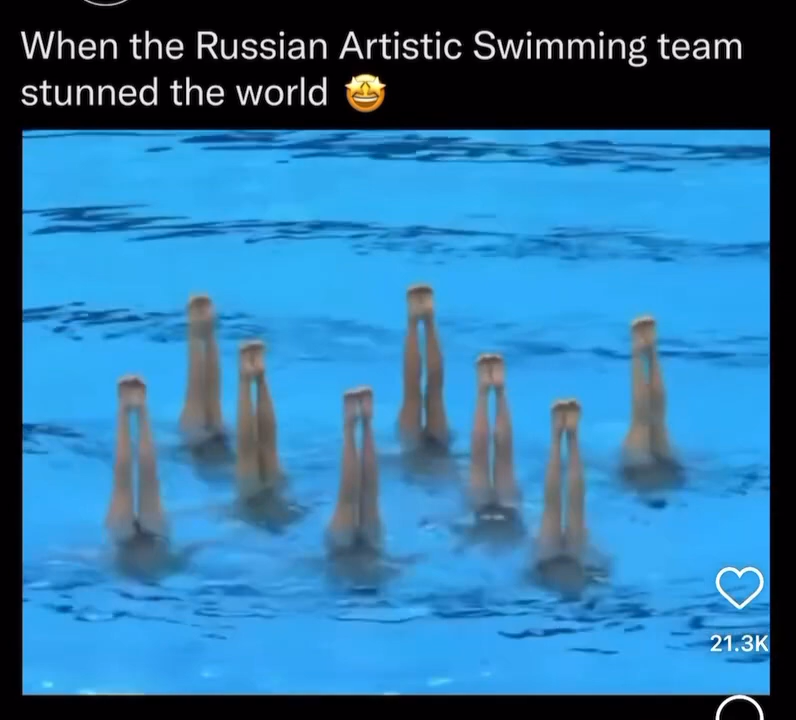 When the Russian Artistic Swimming team
stunned the world 🤩
21.3K